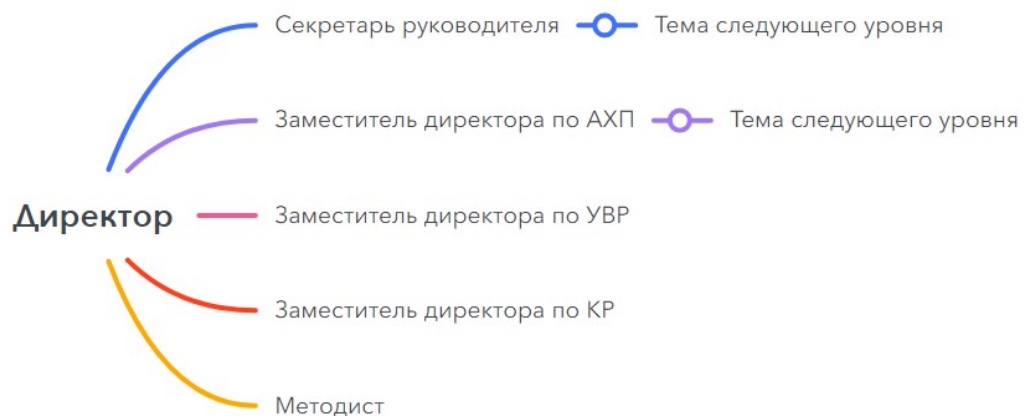 Секретарь руководителя
Тема следующего уровня
Заместитель директора по АХП
Тема следующего уровня
Директор
Заместитель директора по УВР
Заместитель директора по КР
Методист